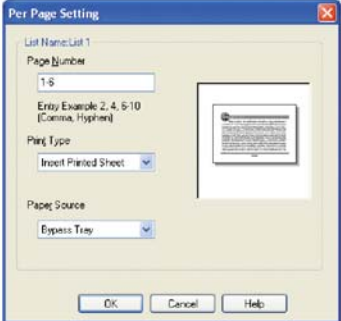 Per Page Setting
List Name:List 1
Page Number
1-6
Entry Example 2, 4, 6-10
(Comma, Hyphen)
Print Type
Insert Printed Sheet
Paper Source
Bypass Tray
OK Cancel Help